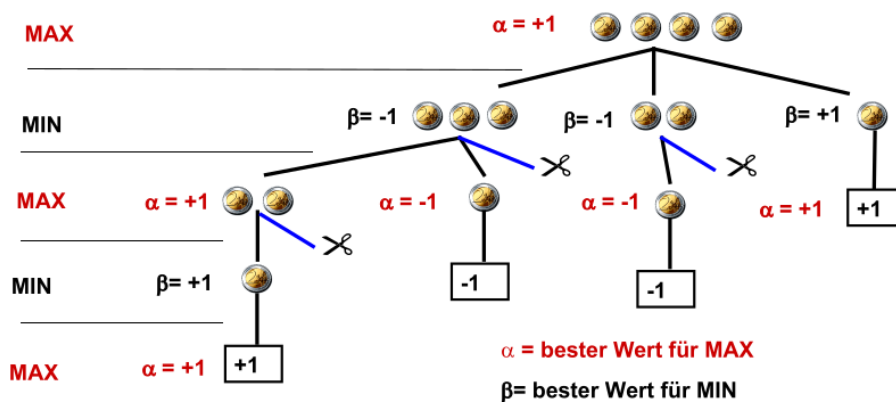 MAX α = +1
MIN β= -1 β= -1 β= +1
MAX α = +1 α = -1 α = -1 α = +1 +1
MIN β= +1 -1 -1
α = bester Wert für MAX
MAX α = +1 +1
β= bester Wert für MIN